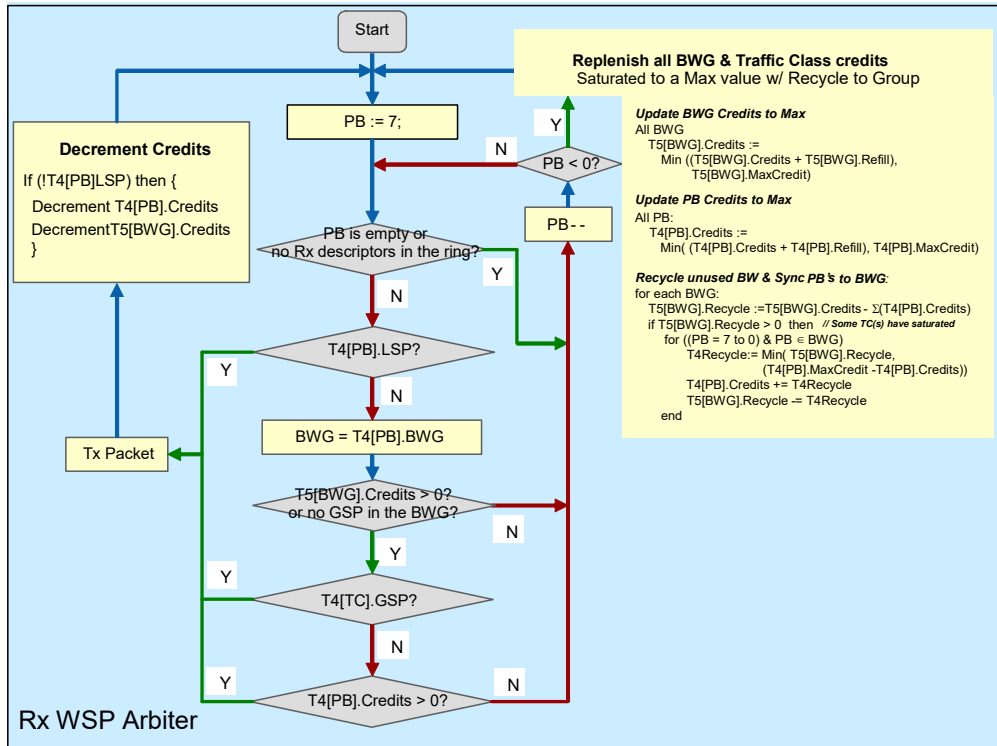 Start
Replenish all BWG & Traffic Class credits
Saturated to a Max value w/ Recycle to Group
PB := 7;
Y
N
PB < 0?
Update BWG Credits to Max
All BWG
T5[BWG].Credits :=
Min ((T5[BWG].Credits + T5[BWG].Refill),
T5[BWG].MaxCredit)
Update PB Credits to Max
All PB:
T4[PB].Credits :=
Min( (T4[PB].Credits + T4[PB].Refill), T4[PB].MaxCredit)
Recycle unused BW & Sync PB's to BWG:
for each BWG:
T5[BWG].Recycle :=T5[BWG].Credits - Σ(T4[PB].Credits)
if T5[BWG].Recycle > 0 then // Some TC(s) have saturated
for ((PB = 7 to 0) & PB ∈ BWG)
T4Recycle:= Min( T5[BWG].Recycle,
(T4[PB].MaxCredit -T4[PB].Credits))
T4[PB].Credits += T4Recycle
T5[BWG].Recycle -= T4Recycle
end
Decrement Credits
If (!T4[PB]LSP) then {
Decrement T4[PB].Credits
DecrementT5[BWG].Credits
}
PB - -
PB is empty or
no Rx descriptors in the ring?
Y
N
T4[PB].LSP?
Y
N
BWG = T4[PB].BWG
Tx Packet
T5[BWG].Credits > 0?
or no GSP in the BWG?
N
Y
Y
T4[TC].GSP?
N
Y
T4[PB].Credits > 0?
N
Rx WSP Arbiter